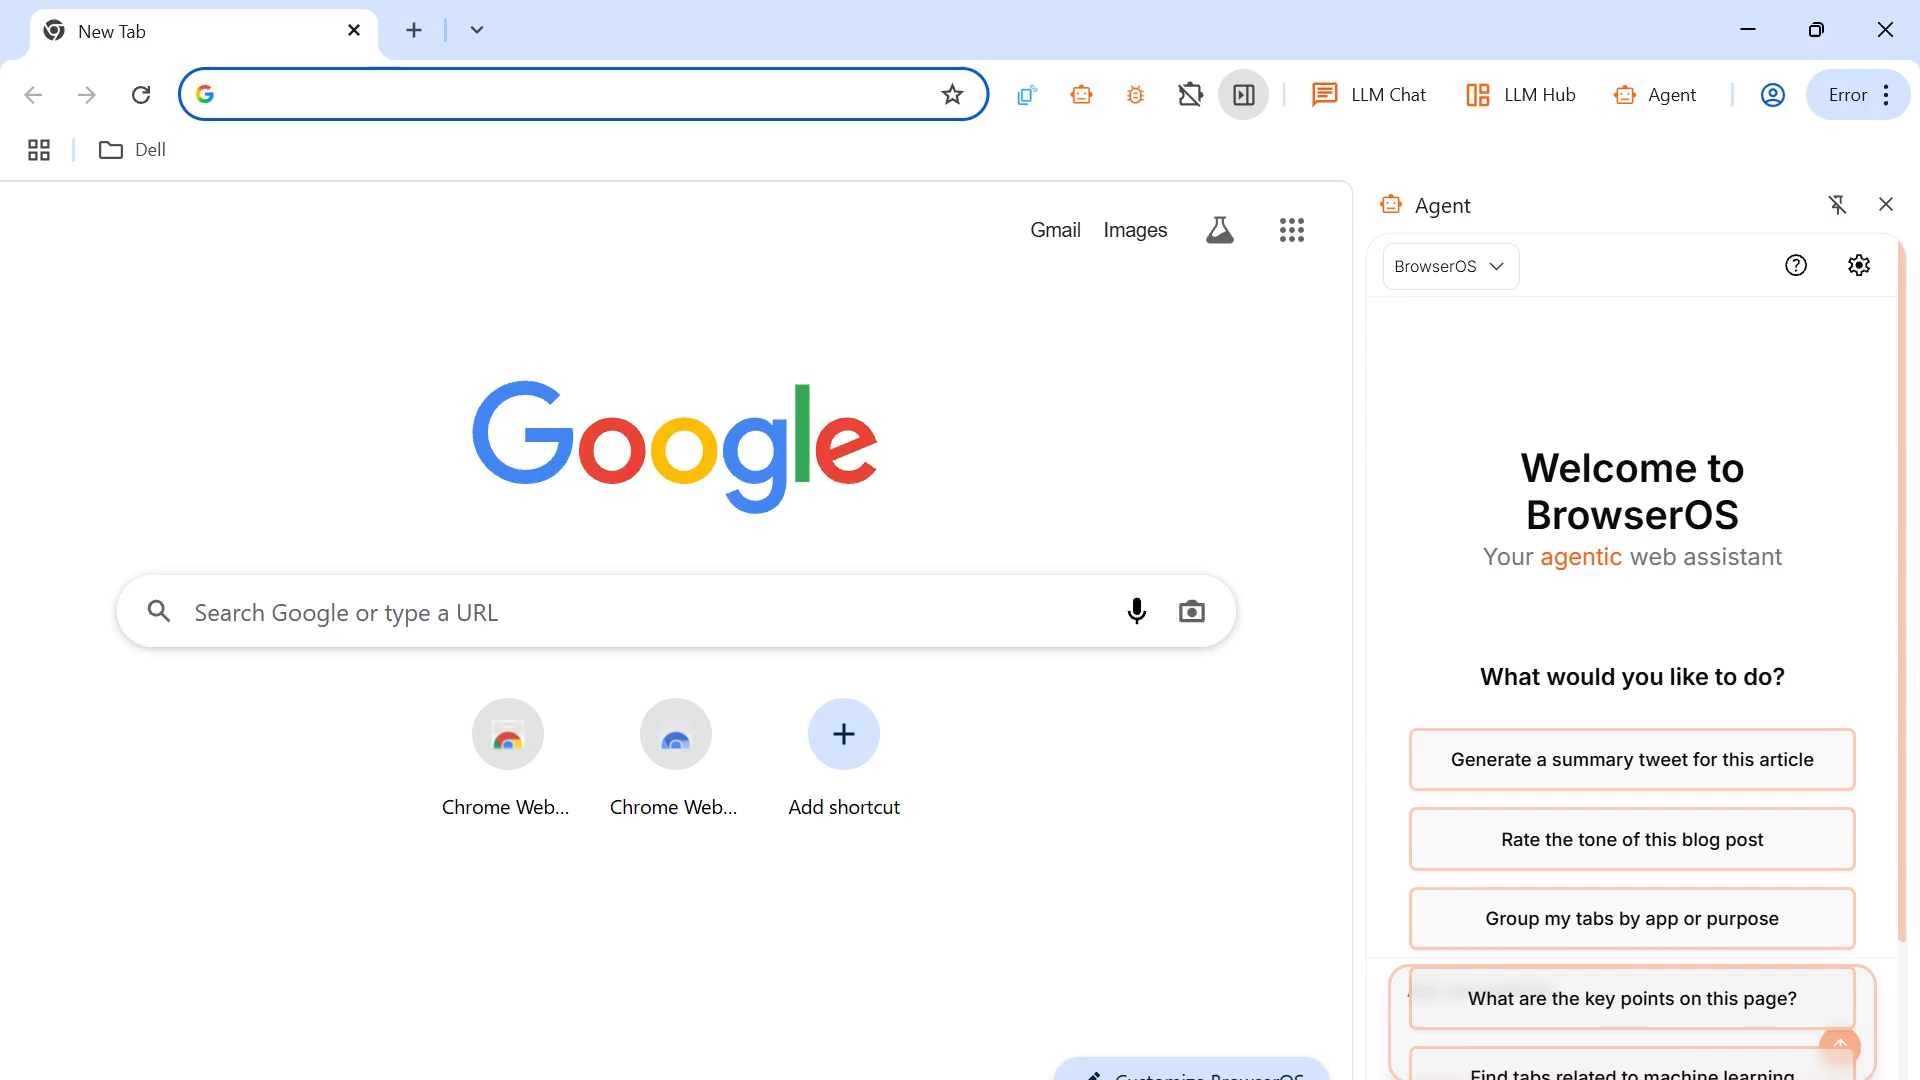 New Tab
LLM Chat
LLM Hub
Agent
Error
Dell
Gmail
Images
Google
Search Google or type a URL
Chrome Web...
Chrome Web...
Add shortcut
Customize BrowserOS
Agent
BrowserOS
Welcome to
BrowserOS
Your agentic web assistant
What would you like to do?
Generate a summary tweet for this article
Rate the tone of this blog post
Group my tabs by app or purpose
What are the key points on this page?
Find tabs related to machine learning